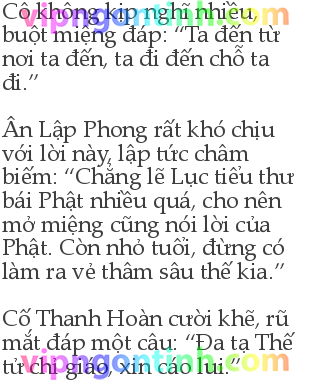 Cô không kịp nghĩ nhiều,
buột miệng đáp: “Ta đến từ
nơi ta đến, ta đi đến chỗ ta
đi.”
Ân Lập Phong rất khó chịu
với lời này, lập tức châm
biếm: “Chẳng lẽ Lục tiểu thư
bái Phật nhiều quá, cho nên
mở miệng cũng nói lời của
Phật. Còn nhỏ tuổi, đừng có
làm ra vẻ thâm sâu thế kia.”
Cố Thanh Hoàn cười khẽ, rũ
mắt đáp một câu: “Đa tạ Thế
tử chỉ giáo, xin cáo lui.”
vipngontinh.com
vipngontinh.com